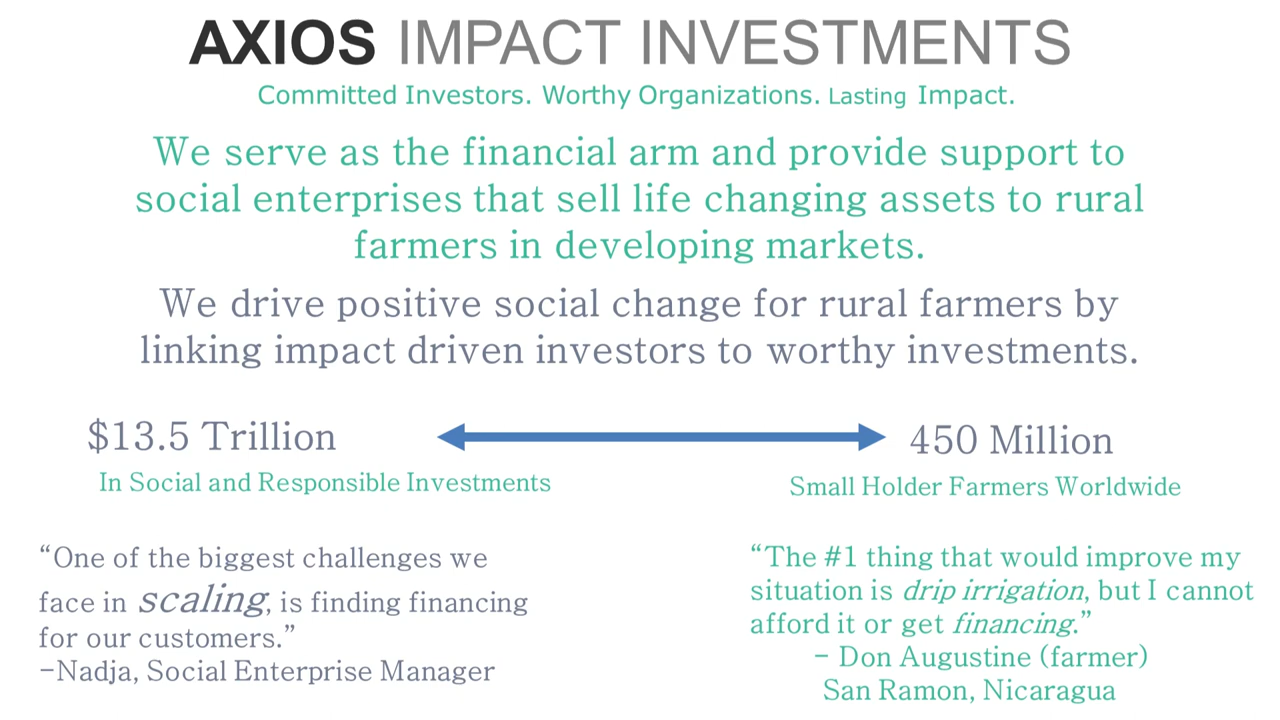 AXIOS IMPACT INVESTMENTS
Committed Investors. Worthy Organizations. Lasting Impact.
We serve as the financial arm and provide support to
social enterprises that sell life changing assets to rural
farmers in developing markets.
We drive positive social change for rural farmers by
linking impact driven investors to worthy investments.
$13.5 Trillion
In Social and Responsible Investments
450 Million
Small Holder Farmers Worldwide
“One of the biggest challenges we
face in scaling, is finding financing
for our customers.”
-Nadja, Social Enterprise Manager
“The #1 thing that would improve my
situation is drip irrigation, but I cannot
afford it or get financing.”
- Don Augustine (farmer)
San Ramon, Nicaragua